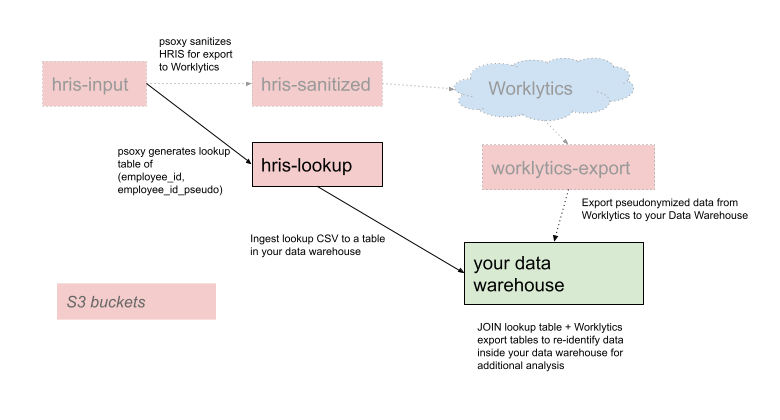 psoxy sanitizes
HRIS for export
to Worklytics
hris-input
hris-sanitized
Worklytics
psoxy generates lookup
table of
(employee_id,
employee_id_pseudo)
hris-lookup
worklytics-export
Export pseudonymized data from
Worklytics to your Data Warehouse
Ingest lookup CSV to a table
in your data warehouse
your data
warehouse
S3 buckets
JOIN lookup table + Worklytics
export tables to re-identify data
inside your data warehouse for
additional analysis